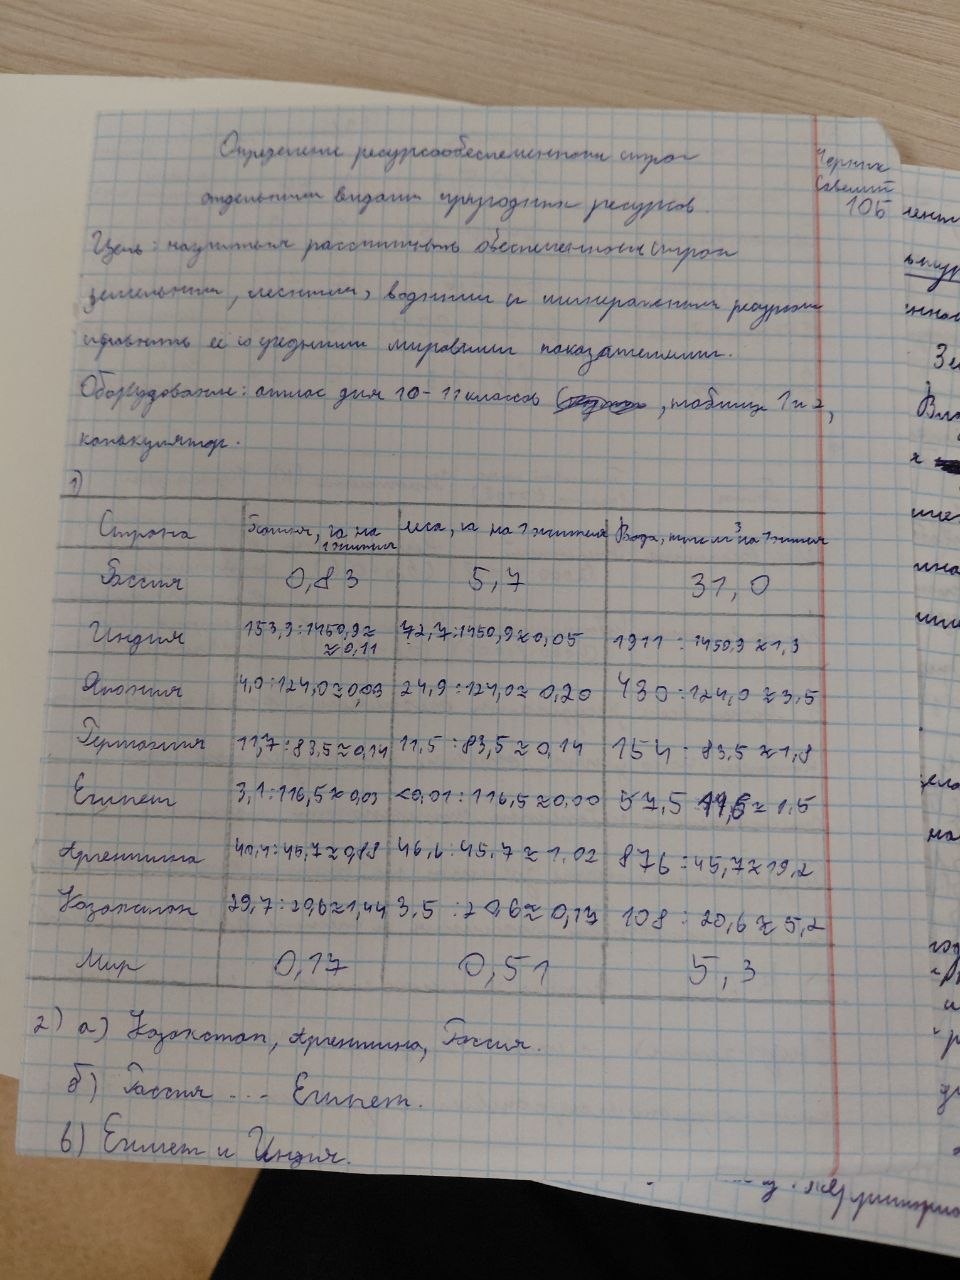 Определение ресурсообеспеченности стран
отдельными видами природных ресурсов.
Черник
Савелий
10Б
Цель: научиться рассчитывать обеспеченность стран
земельными, лесными, водными и минеральными ресурсами
сравнить её со средними мировыми показателями.
Оборудование: атлас для 10-11 классов, таблицы 1 и 2,
калькулятор.
1)
Страна Пашня, га на 1 жителя Леса, га на 1 жителя Вода, тыс м³ на 1 жителя
Россия 0,83 5,7 31,0
Индия 153,9:1450,9≈≈0,11 72,7:1450,9≈0,05 1911:1450,9≈1,3
Япония 4,0:124,0≈0,03 24,9:124,0≈0,20 430:124,0≈3,5
Германия 11,7:83,5≈0,14 11,5:83,5≈0,14 154:83,5≈1,8
Египет 3,1:116,5≈0,03 <0,01:116,5≈0,00 57,5 ≈0,5
Аргентина 40,4:45,7≈0,88 46,6:45,7≈1,02 876:45,7≈19,2
Казахстан 29,7:20,6≈1,44 3,5:20,6≈0,17 108:20,6≈5,2
Мир 0,17 0,51 5,3
2) а) Казахстан, Аргентина, Россия.
б) Россия ... Египет.
в) Египет и Индия.